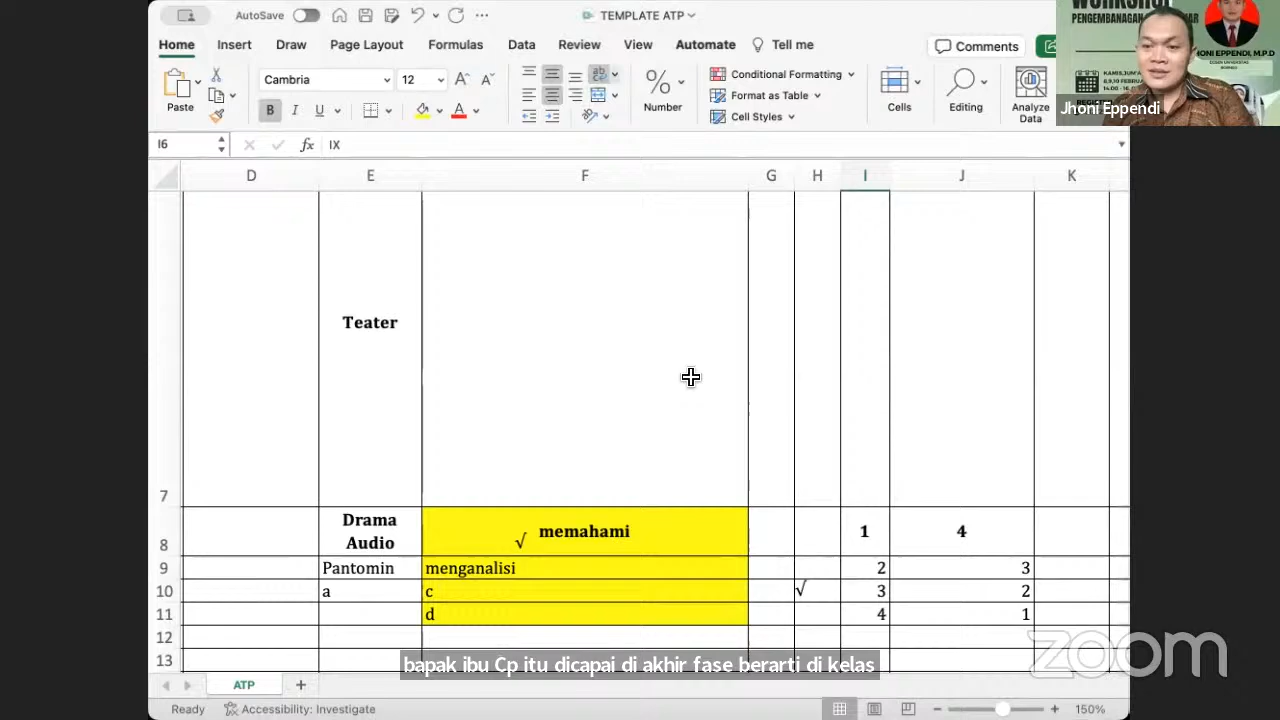 AutoSave
TEMPLATE ATP
Home Insert Draw Page Layout Formulas Data Review View Automate Tell me
Comments
Paste
Cambria 12
B I U
A
Number
Conditional Formatting
Format as Table
Cell Styles
Cells
Editing
Analyze Data
PENGEMBANAGAN
JHONI EPPENDI, M.P.D
Jhoni Eppendi
I6 fx IX
D E F G H I J K
Teater
7
8 Drama Audio √ memahami 1 4
9 Pantomin menganalisi 2 3
10 a c √ 3 2
11 d 4 1
12
13
bapak ibu Cp itu dicapai di akhir fase berarti di kelas
zoom
ATP
Ready Accessibility: Investigate 150%